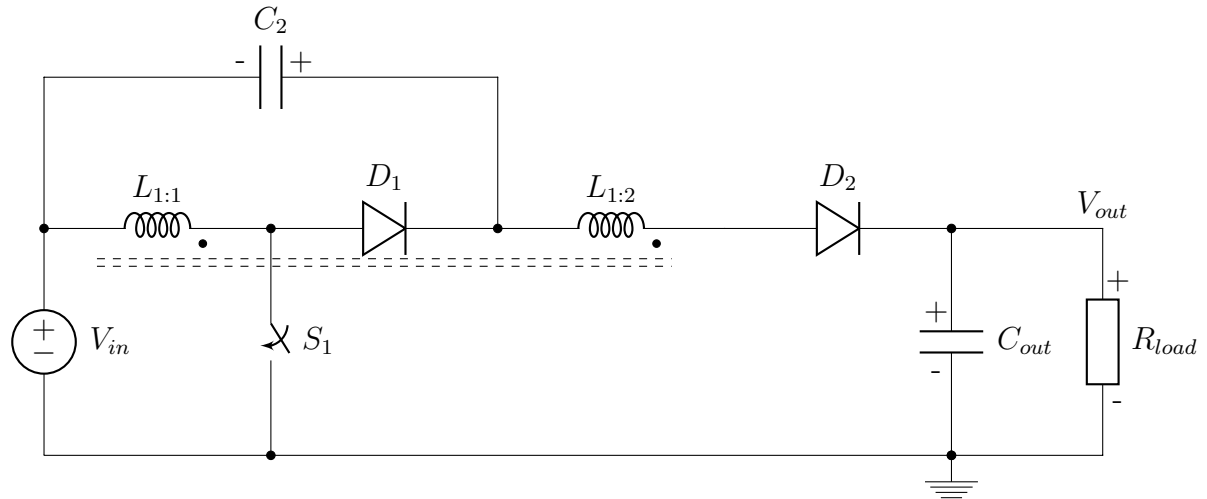 C₂
- +
L₁:₁
D₁
L₁:₂
D₂
Vₒᵤₜ
+
−
Vᵢₙ
S₁
+
-
Cₒᵤₜ
+
-
Rₗₒₐd